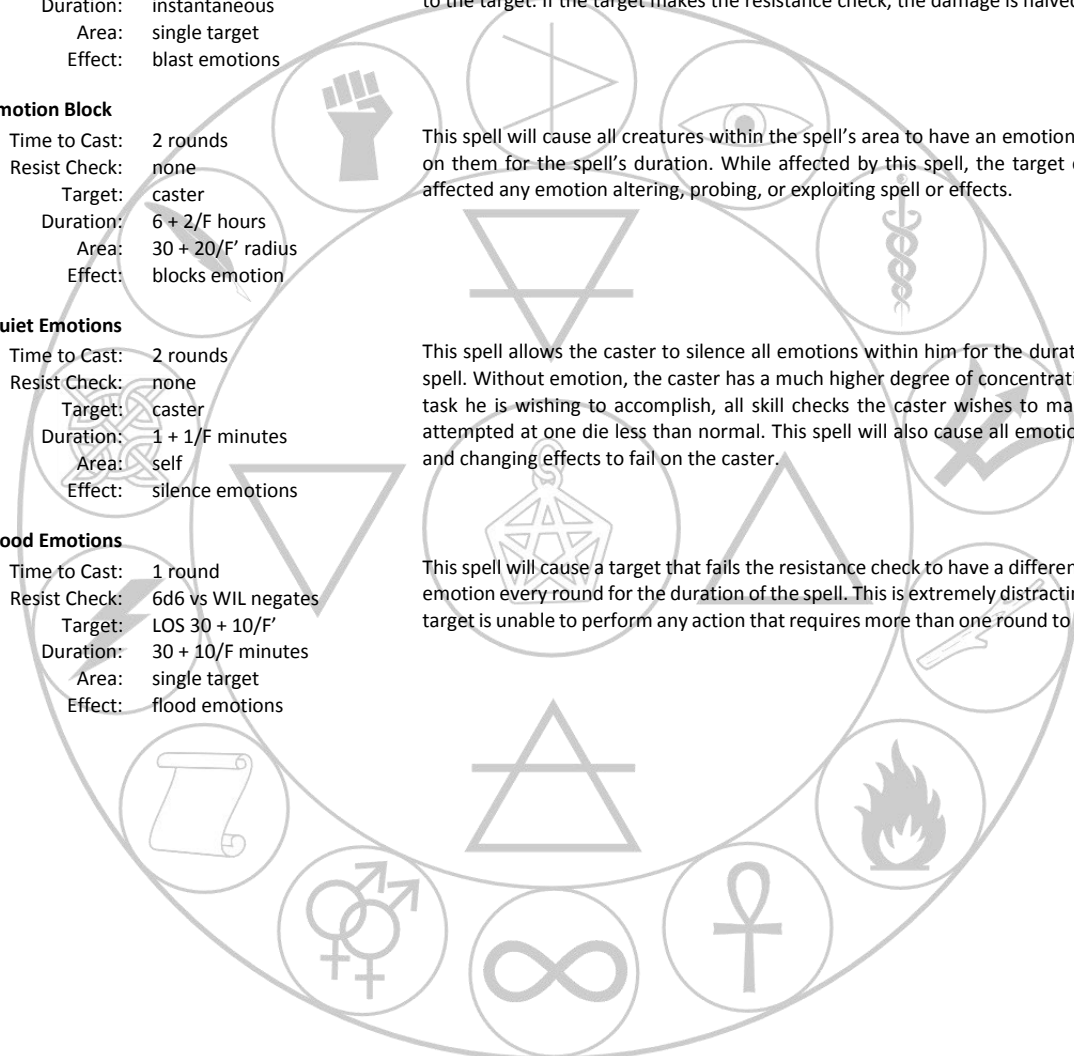 Duration: instantaneous
to the target. If the target makes the resistance check, the damage is halved
Area: single target
Effect: blast emotions
motion Block
Time to Cast: 2 rounds
Resist Check: none
Target: caster
Duration: 6 + 2/F hours
Area: 30 + 20/F’ radius
Effect: blocks emotion
This spell will cause all creatures within the spell’s area to have an emotion
on them for the spell’s duration. While affected by this spell, the target
affected any emotion altering, probing, or exploiting spell or effects.
uiet Emotions
Time to Cast: 2 rounds
Resist Check: none
Target: caster
Duration: 1 + 1/F minutes
Area: self
Effect: silence emotions
This spell allows the caster to silence all emotions within him for the durat
spell. Without emotion, the caster has a much higher degree of concentrati
task he is wishing to accomplish, all skill checks the caster wishes to ma
attempted at one die less than normal. This spell will also cause all emotio
and changing effects to fail on the caster.
ood Emotions
Time to Cast: 1 round
Resist Check: 6d6 vs WIL negates
Target: LOS 30 + 10/F’
Duration: 30 + 10/F minutes
Area: single target
Effect: flood emotions
This spell will cause a target that fails the resistance check to have a differen
emotion every round for the duration of the spell. This is extremely distractin
target is unable to perform any action that requires more than one round to